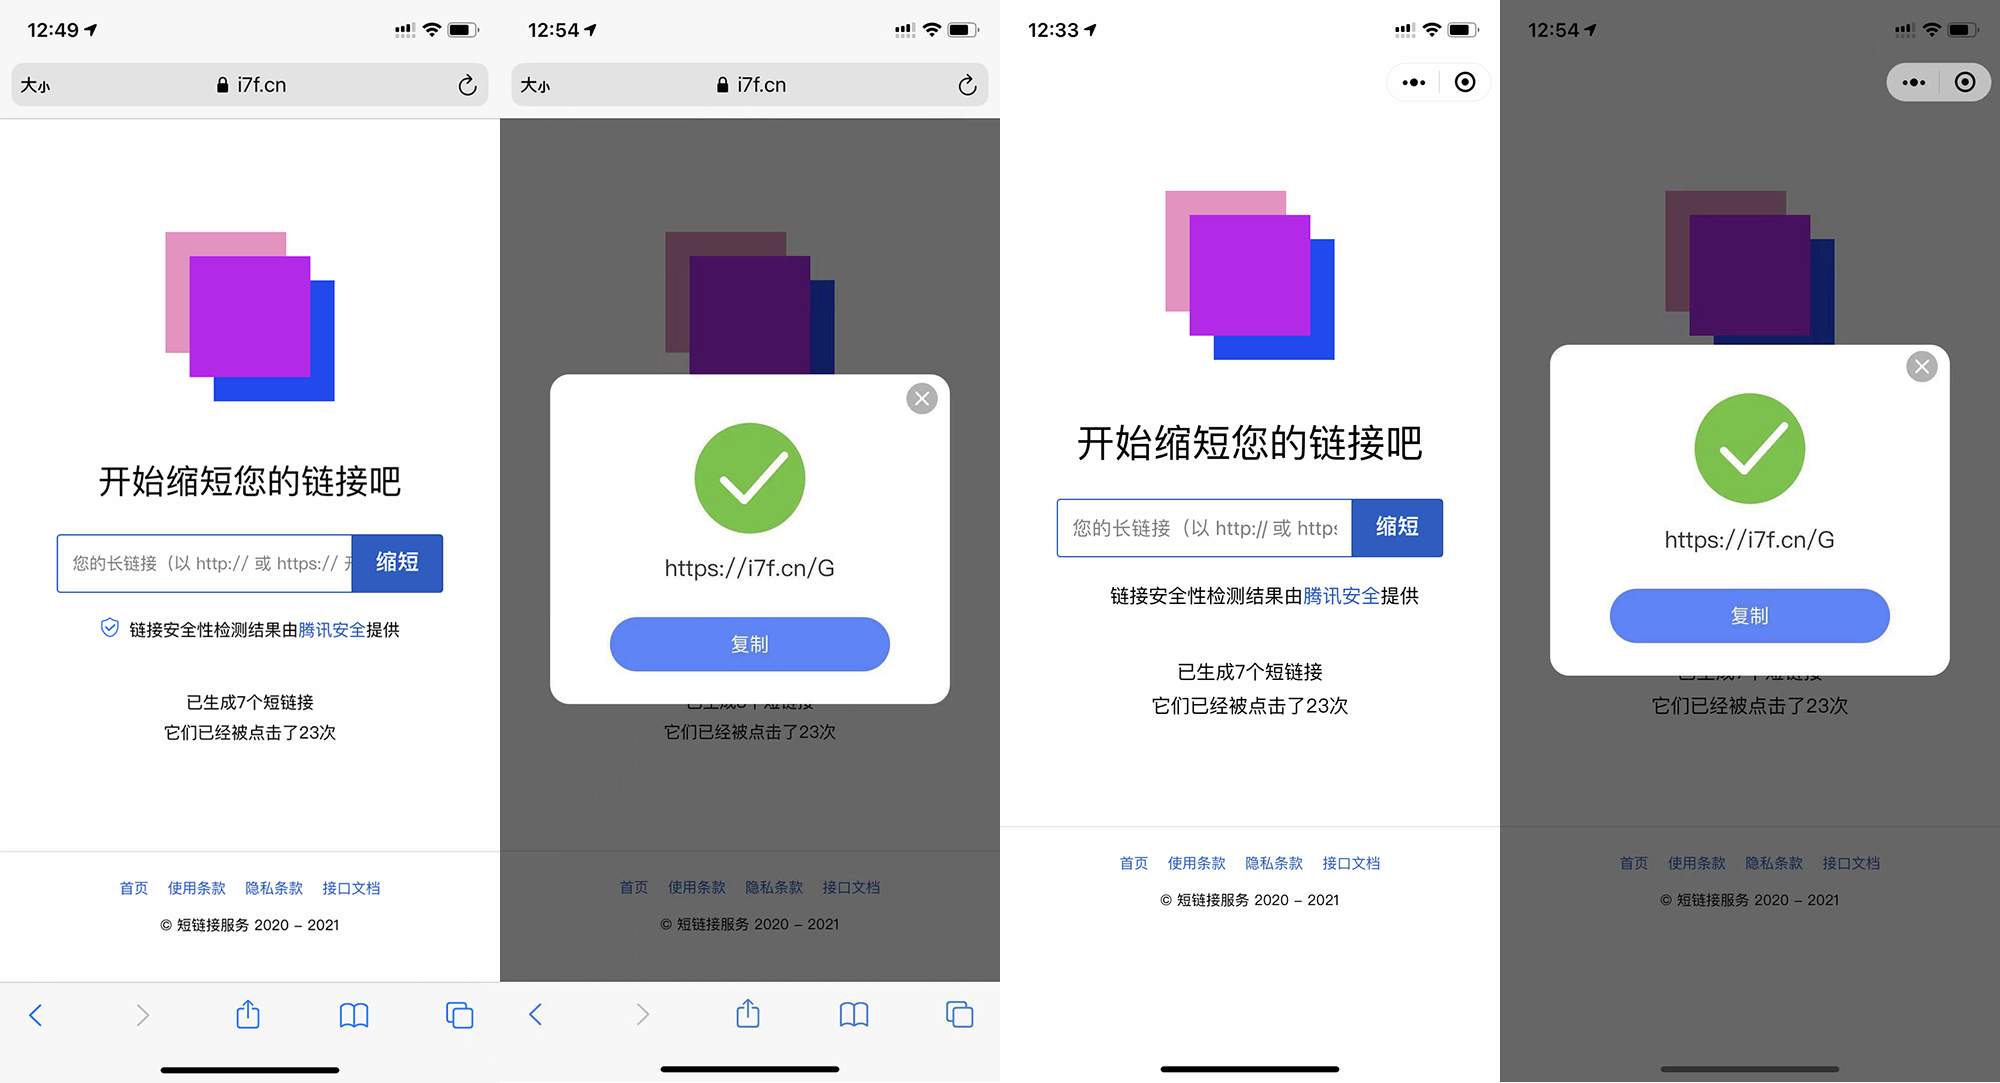 12:49
大小
i7f.cn
开始缩短您的链接吧
您的长链接（以 http:// 或 https://
缩短
链接安全性检测结果由腾讯安全提供
已生成7个短链接
它们已经被点击了23次
首页 使用条款 隐私条款 接口文档
© 短链接服务 2020 – 2021
12:54
大小
i7f.cn
https://i7f.cn/G
复制
它们已经被点击了23次
首页 使用条款 隐私条款 接口文档
© 短链接服务 2020 – 2021
12:33
开始缩短您的链接吧
您的长链接（以 http:// 或 https
缩短
链接安全性检测结果由腾讯安全提供
已生成7个短链接
它们已经被点击了23次
首页 使用条款 隐私条款 接口文档
© 短链接服务 2020 – 2021
12:54
https://i7f.cn/G
复制
已生成7个短链接
它们已经被点击了23次
首页 使用条款 隐私条款 接口文档
© 短链接服务 2020 – 2021